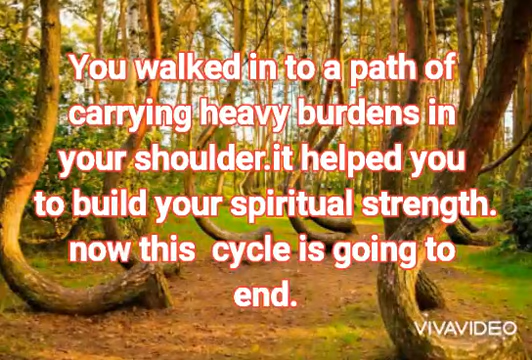 You walked in to a path of
carrying heavy burdens in
your shoulder.it helped you
to build your spiritual strength.
now this  cycle is going to
end.
VIVAVIDEO